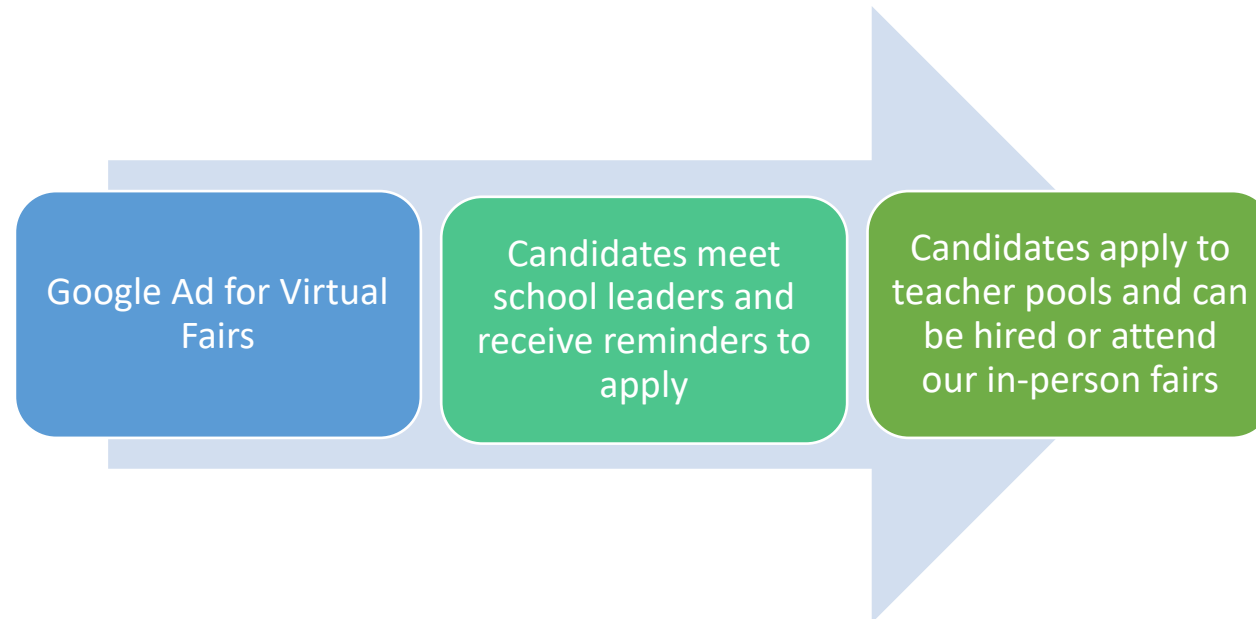 Google Ad for Virtual
Fairs
Candidates meet
school leaders and
receive reminders to
apply
Candidates apply to
teacher pools and can
be hired or attend
our in-person fairs